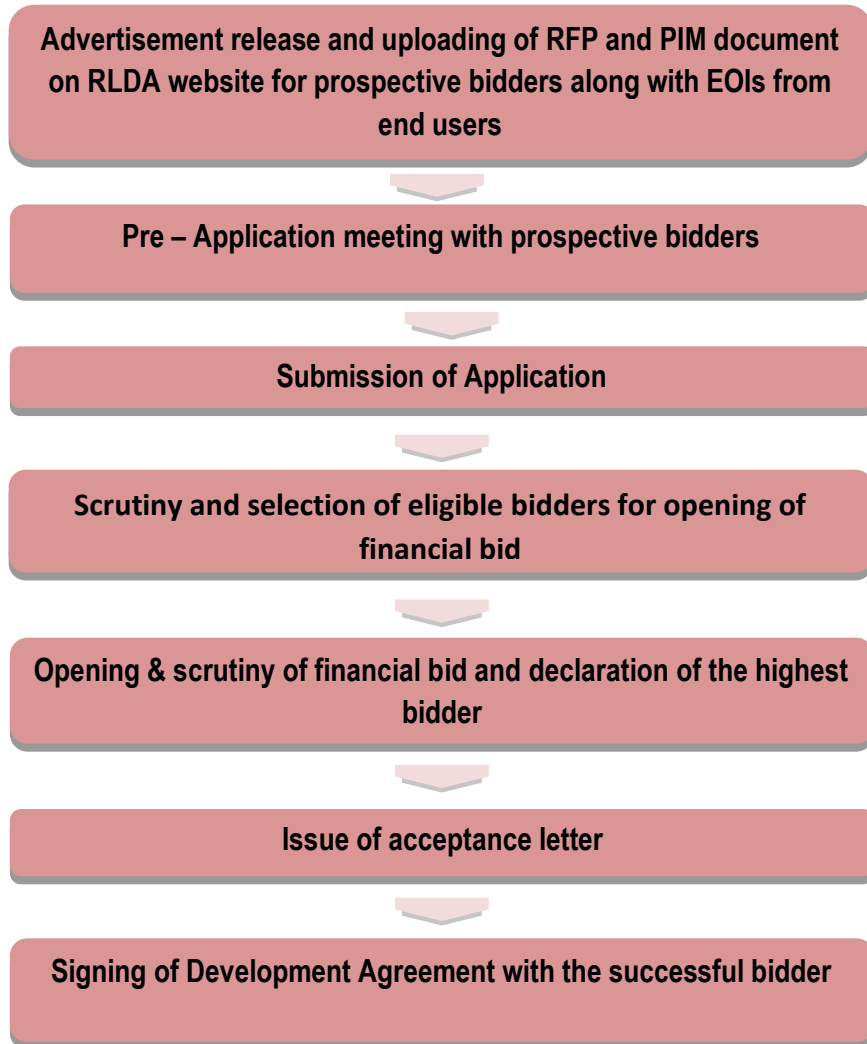 Advertisement release and uploading of RFP and PIM document
on RLDA website for prospective bidders along with EOIs from
end users
Pre – Application meeting with prospective bidders
Submission of Application
Scrutiny and selection of eligible bidders for opening of
financial bid
Opening & scrutiny of financial bid and declaration of the highest
bidder
Issue of acceptance letter
Signing of Development Agreement with the successful bidder